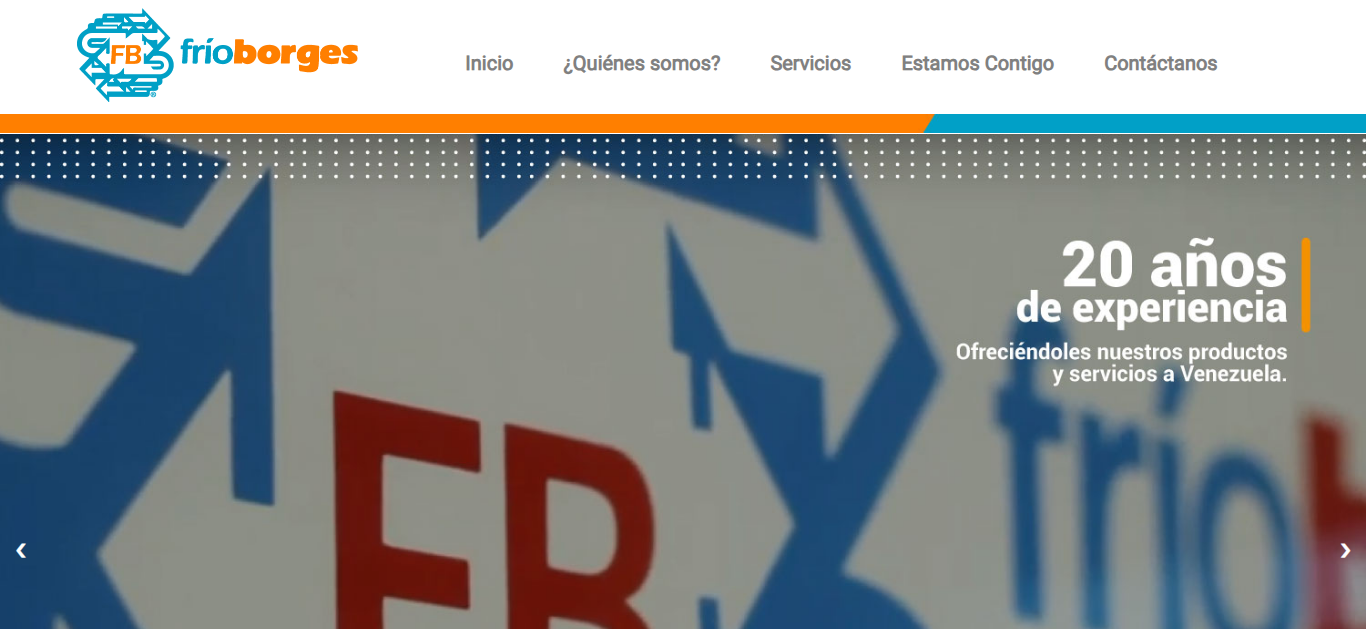 FB fríoborges
Inicio ¿Quiénes somos? Servicios Estamos Contigo Contáctanos
20 años
de experiencia
Ofreciéndoles nuestros productos
y servicios a Venezuela.
FB
frío